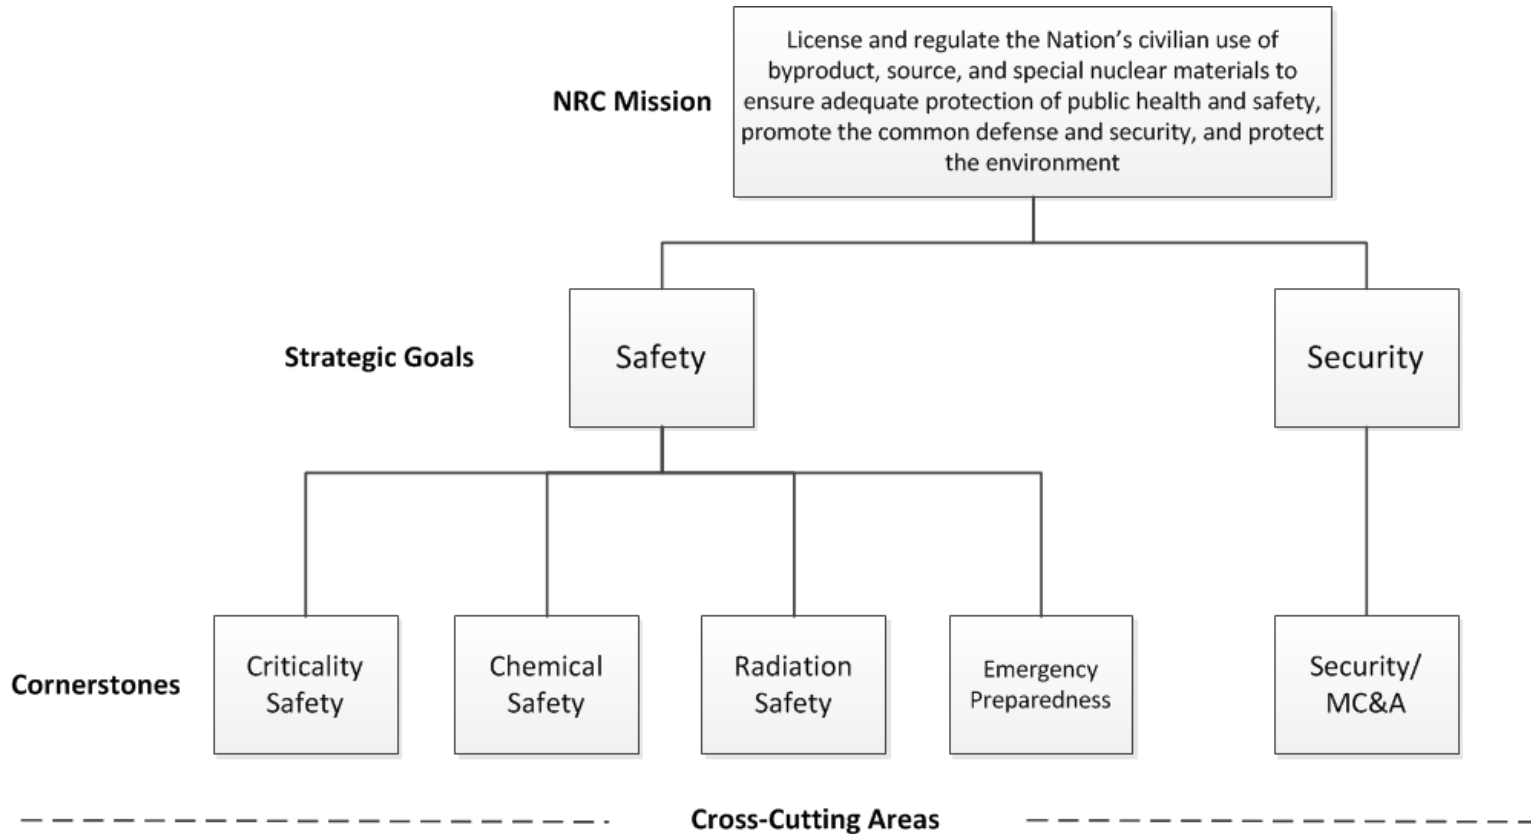 License and regulate the Nation’s civilian use of
byproduct, source, and special nuclear materials to
ensure adequate protection of public health and safety,
promote the common defense and security, and protect
the environment
NRC Mission
Strategic Goals
Safety
Security
Cornerstones
Criticality
Safety
Chemical
Safety
Radiation
Safety
Emergency
Preparedness
Security/
MC&A
Cross-Cutting Areas